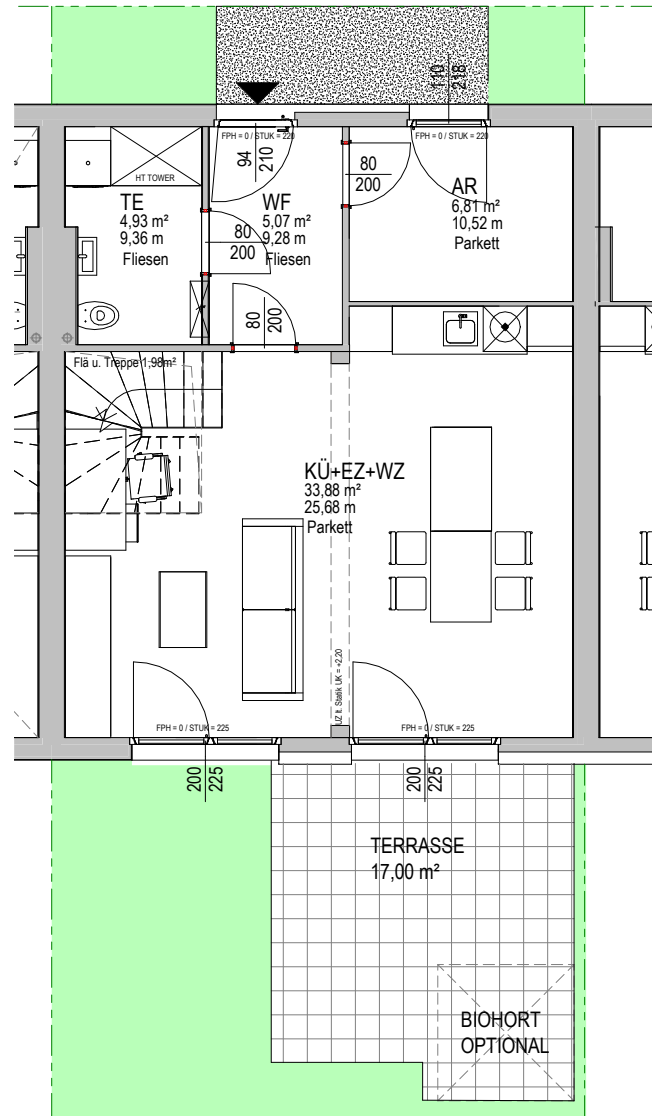 110
218
FPH = 0 / STUK = 220
FPH = 0 / STUK = 220
94
210
HT TOWER
TE
4,93 m²
9,36 m
Fliesen
WF
5,07 m²
9,28 m
Fliesen
80
200
AR
6,81 m²
10,52 m
Parkett
80
200
80
200
Flä u. Treppe 1,98m²
KÜ+EZ+WZ
33,88 m²
25,68 m
Parkett
UZ lt. Statik UK = +2,20
FPH = 0 / STUK = 225
FPH = 0 / STUK = 225
200
225
200
225
TERRASSE
17,00 m²
BIOHORT
OPTIONAL